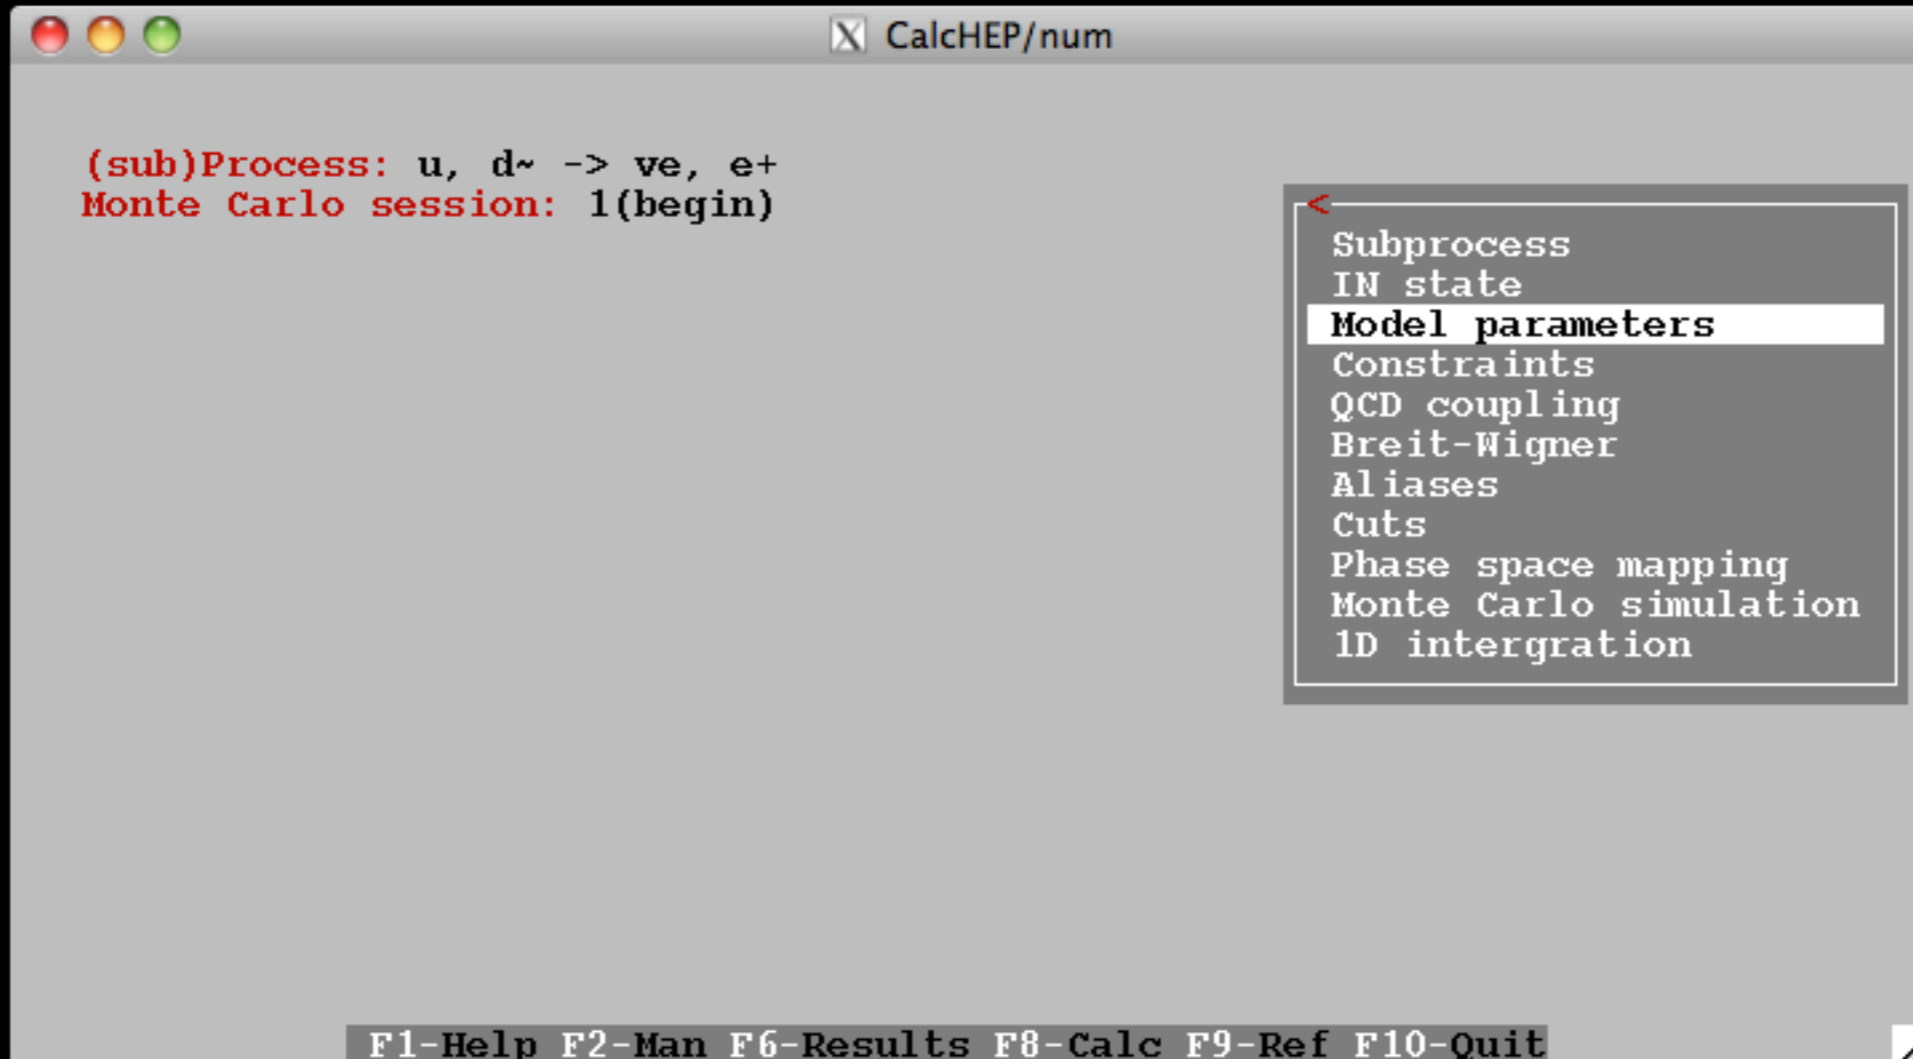 CalcHEP/num
(sub)Process: u, d~ -> ve, e+
Monte Carlo session: 1(begin)
<
Subprocess
IN state
Model parameters
Constraints
QCD coupling
Breit-Wigner
Aliases
Cuts
Phase space mapping
Monte Carlo simulation
1D intergration
F1-Help F2-Man F6-Results F8-Calc F9-Ref F10-Quit